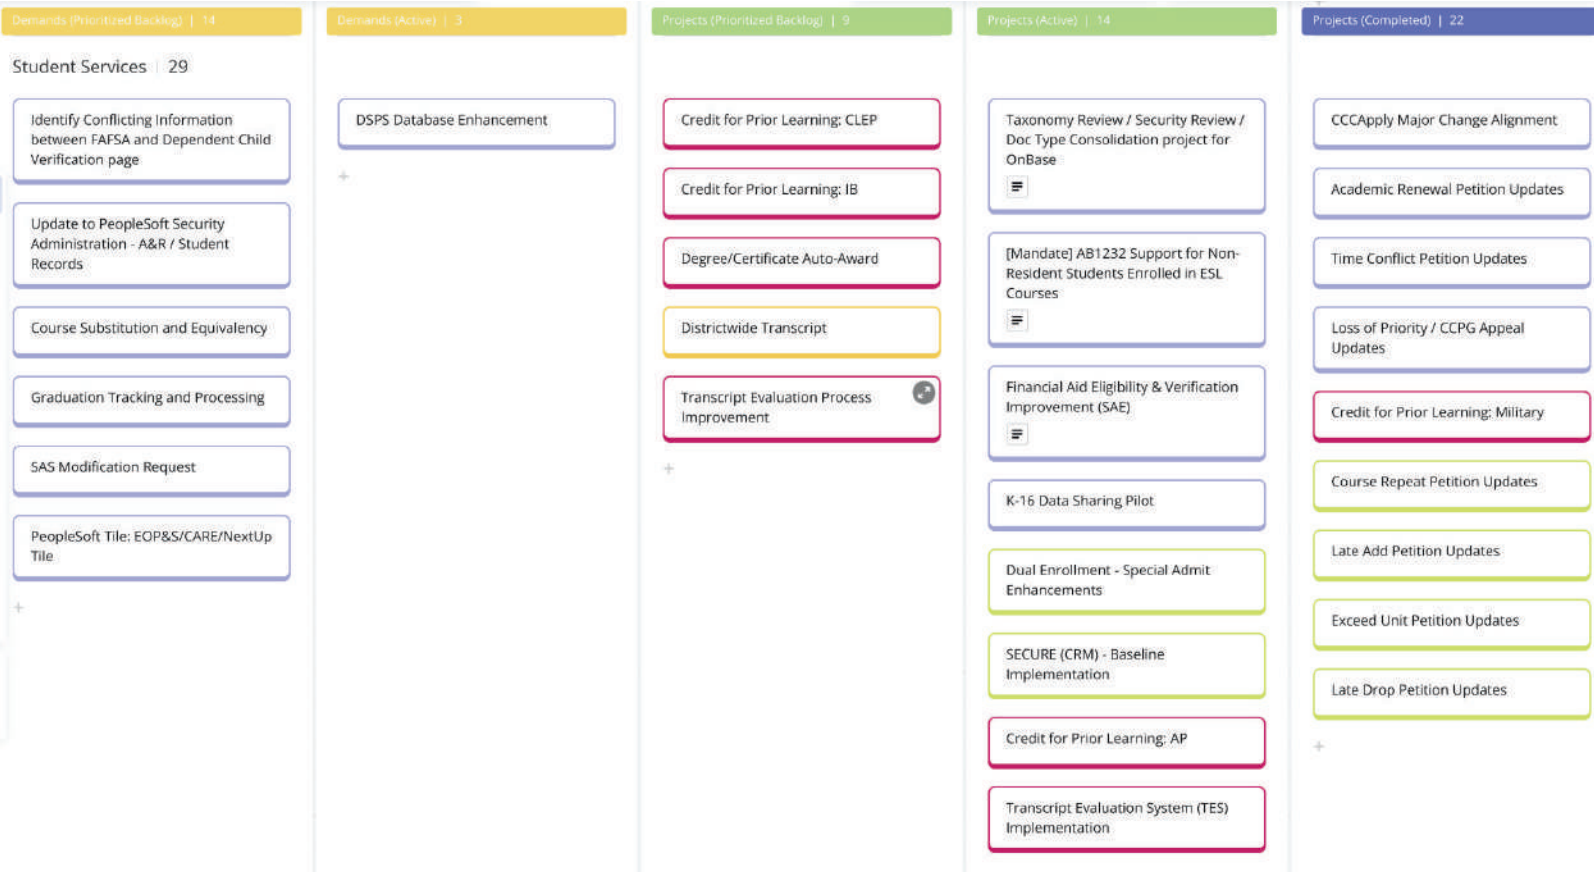 Demands (Prioritized Backlog) | 14
Demands (Active) | 3
Projects (Prioritized Backlog) | 9
Projects (Active) | 14
Projects (Completed) | 22
Student Services | 29
Identify Conflicting Information
between FAFSA and Dependent Child
Verification page
Update to PeopleSoft Security
Administration - A&R / Student
Records
Course Substitution and Equivalency
Graduation Tracking and Processing
SAS Modification Request
PeopleSoft Tile: EOP&S/CARE/NextUp
Tile
+
DSPS Database Enhancement
+
Credit for Prior Learning: CLEP
Credit for Prior Learning: IB
Degree/Certificate Auto-Award
Districtwide Transcript
Transcript Evaluation Process
Improvement
+
Taxonomy Review / Security Review /
Doc Type Consolidation project for
OnBase
[Mandate] AB1232 Support for Non-
Resident Students Enrolled in ESL
Courses
Financial Aid Eligibility & Verification
Improvement (SAE)
K-16 Data Sharing Pilot
Dual Enrollment - Special Admit
Enhancements
SECURE (CRM) - Baseline
Implementation
Credit for Prior Learning: AP
Transcript Evaluation System (TES)
Implementation
CCCApply Major Change Alignment
Academic Renewal Petition Updates
Time Conflict Petition Updates
Loss of Priority / CCPG Appeal
Updates
Credit for Prior Learning: Military
Course Repeat Petition Updates
Late Add Petition Updates
Exceed Unit Petition Updates
Late Drop Petition Updates
+